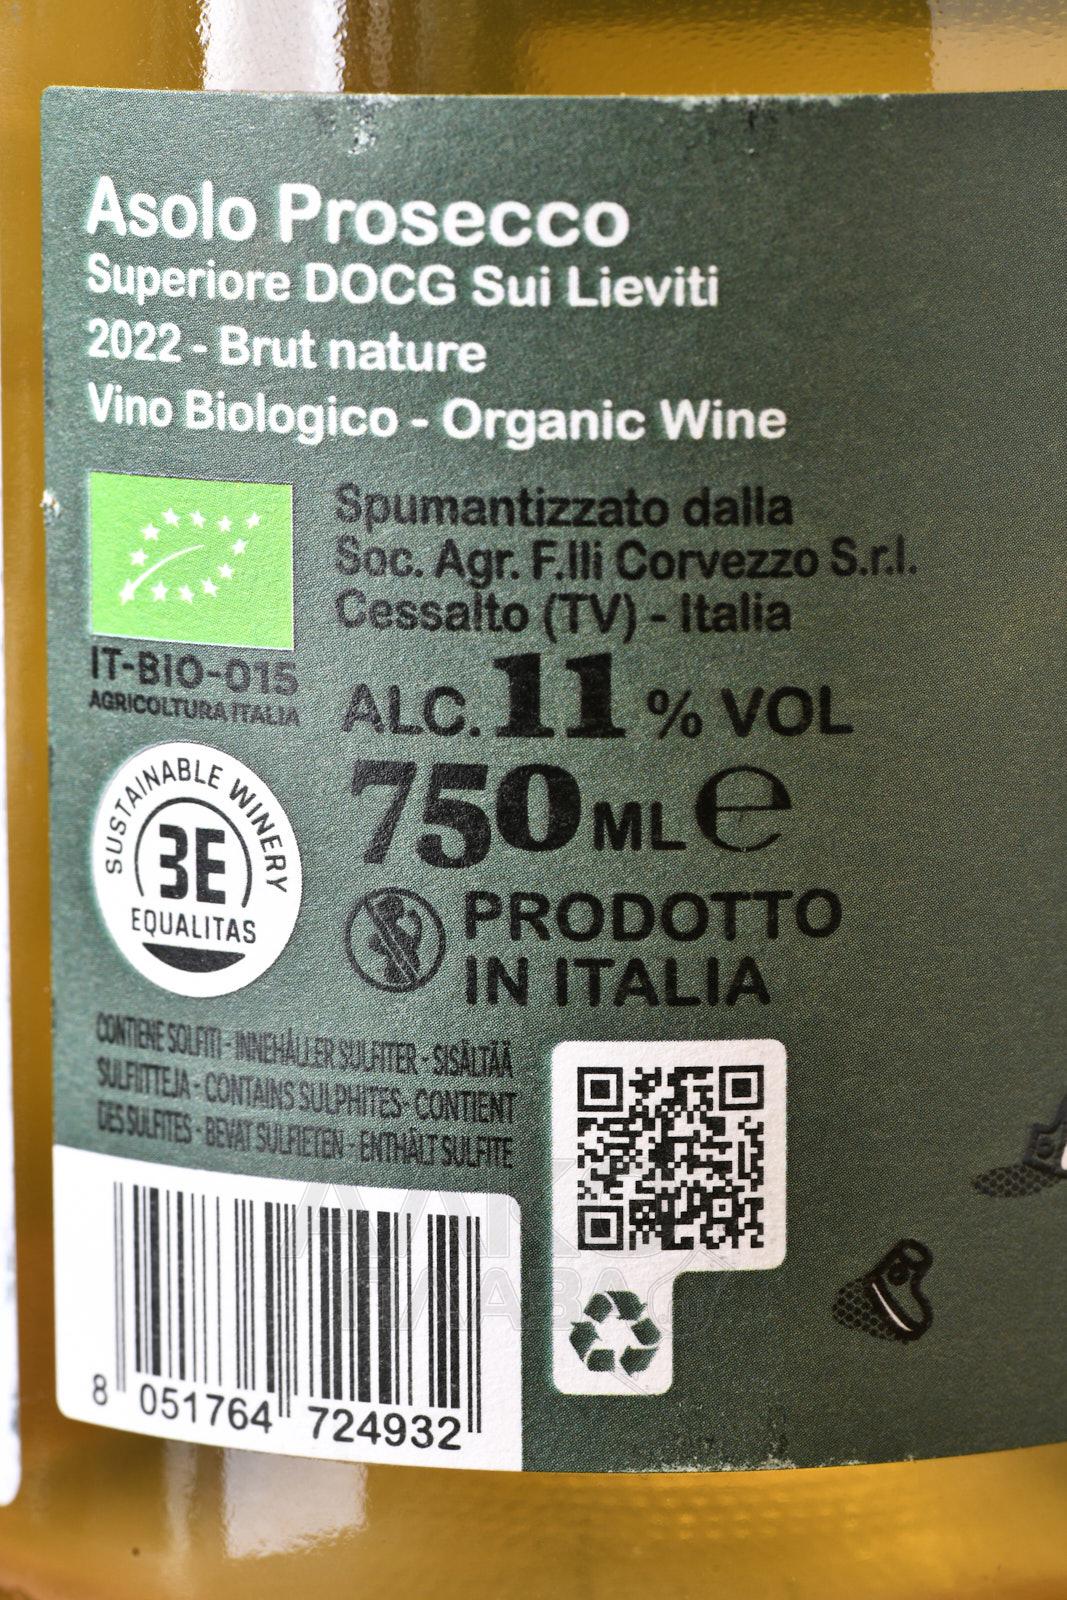 Asolo Prosecco
Superiore DOCG Sui Lieviti
2022 - Brut nature
Vino Biologico - Organic Wine
Spumantizzato dalla
Soc. Agr. F.lli Corvezzo S.r.l.
Cessalto (TV) - Italia
IT-BIO-015
AGRICOLTURA ITALIA
ALC. 11 % VOL
750 ML e
SUSTAINABLE WINERY
3E
EQUALITAS
PRODOTTO
IN ITALIA
CONTIENE SOLFITI - INNEHÅLLER SULFITER - SISÄLTÄÄ
SULFIITTEJA - CONTAINS SULPHITES- CONTIENT
DES SULFITES - BEVAT SULFIETEN - ENTHÄLT SULFITE
8 051764 724932